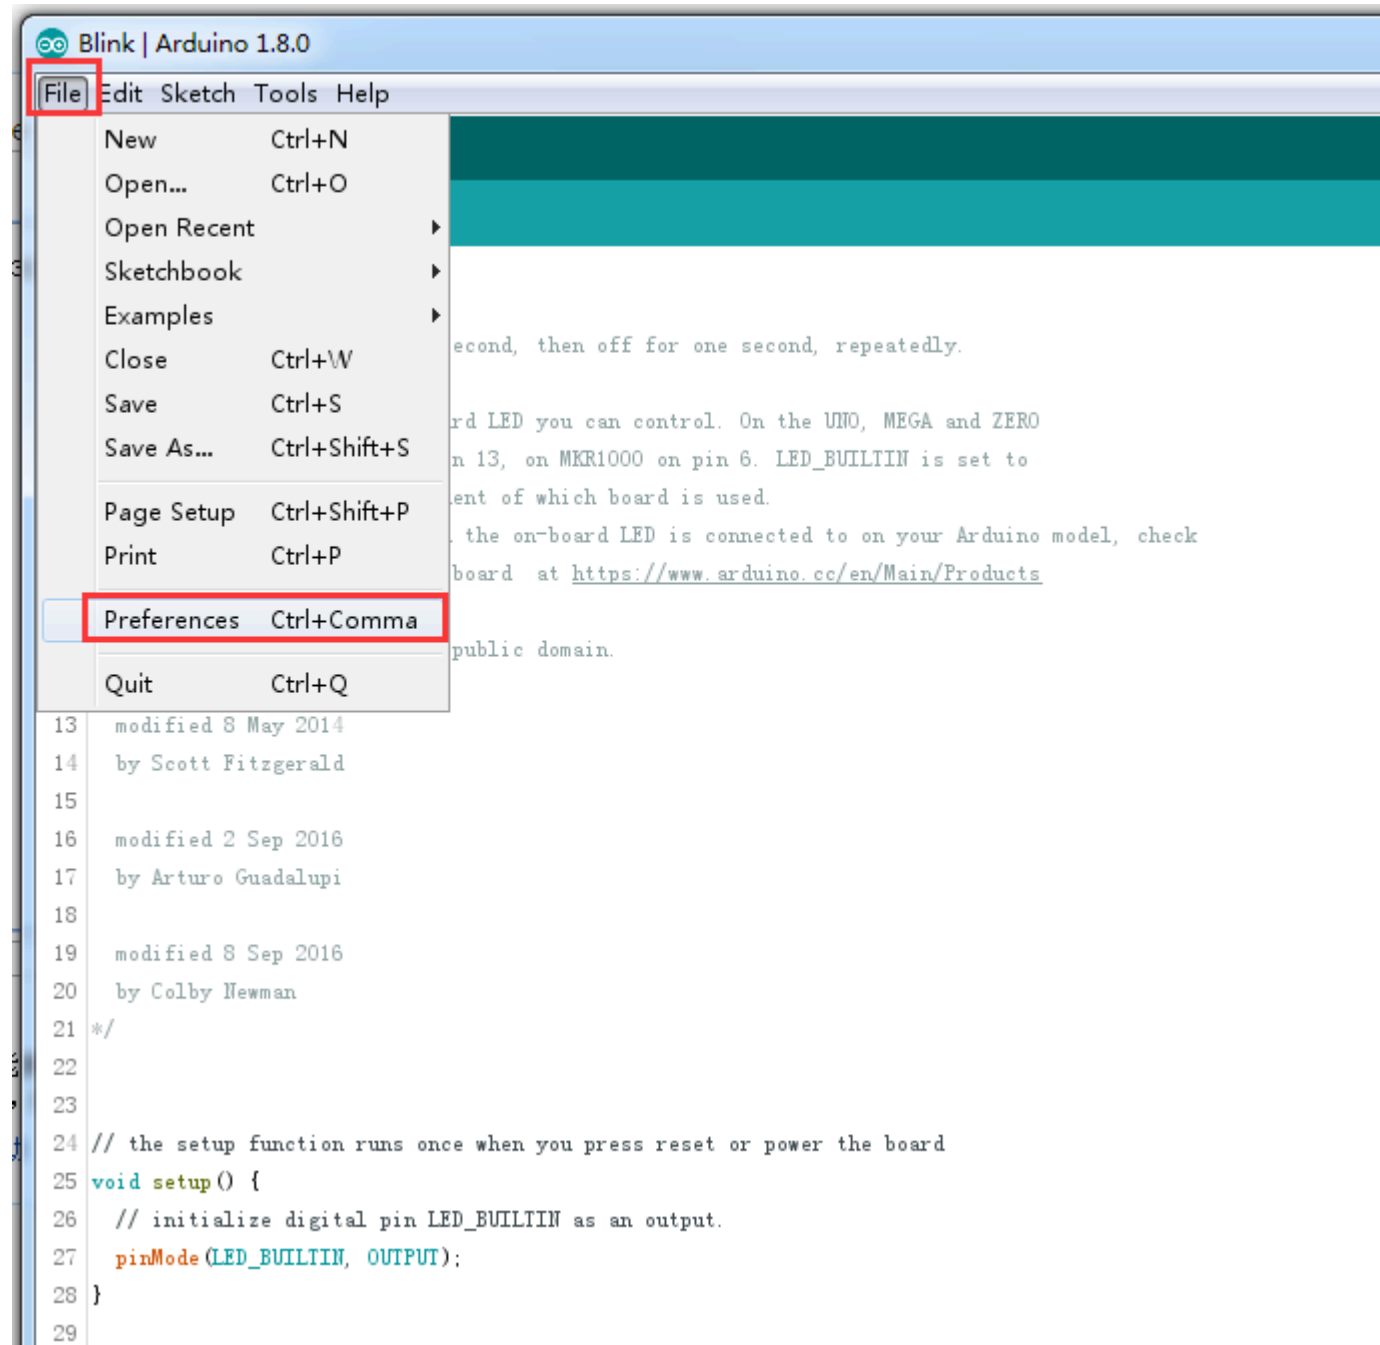 Blink | Arduino 1.8.0
File Edit Sketch Tools Help
New Ctrl+N
Open... Ctrl+O
Open Recent
Sketchbook
Examples
Close Ctrl+W
Save Ctrl+S
Save As... Ctrl+Shift+S
Page Setup Ctrl+Shift+P
Print Ctrl+P
Preferences Ctrl+Comma
Quit Ctrl+Q
econd, then off for one second, repeatedly.
rd LED you can control. On the UNO, MEGA and ZERO
n 13, on MKR1000 on pin 6. LED_BUILTIN is set to
ent of which board is used.
the on-board LED is connected to on your Arduino model, check
board at https://www.arduino.cc/en/Main/Products
public domain.
13 modified 8 May 2014
14 by Scott Fitzgerald
15
16 modified 2 Sep 2016
17 by Arturo Guadalupi
18
19 modified 8 Sep 2016
20 by Colby Newman
21 */
22
23
24 // the setup function runs once when you press reset or power the board
25 void setup() {
26 // initialize digital pin LED_BUILTIN as an output.
27 pinMode(LED_BUILTIN, OUTPUT);
28 }
29